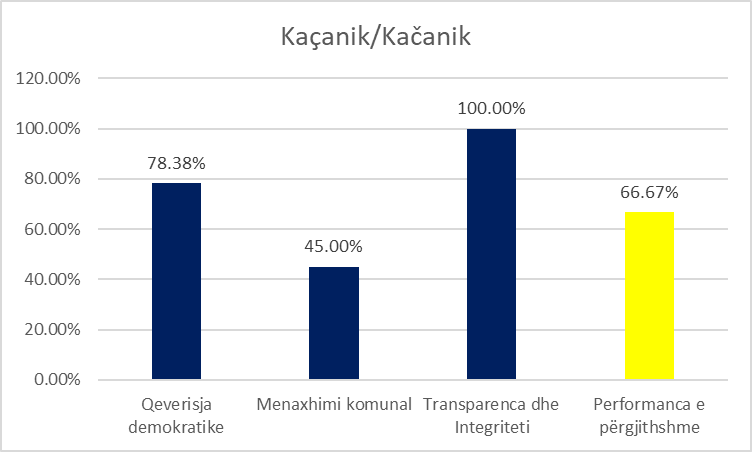 Kaçanik/Kačanik
120.00%
100.00%
80.00%
60.00%
40.00%
20.00%
0.00%
78.38%
45.00%
100.00%
66.67%
Qeverisja
demokratike
Menaxhimi komunal
Transparenca dhe
Integriteti
Performanca e
përgjithshme